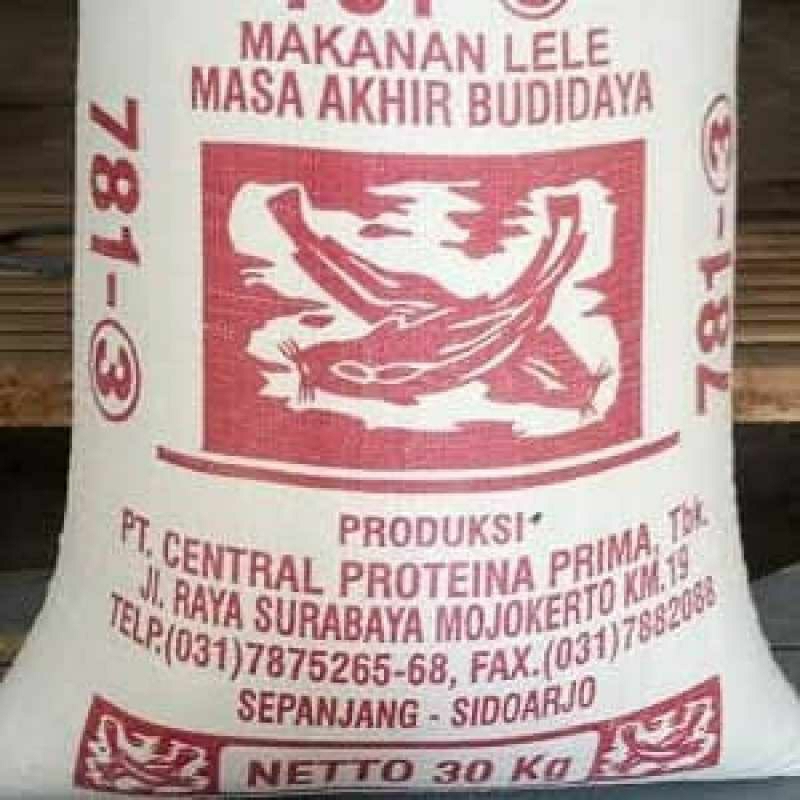 MAKANAN LELE
MASA AKHIR BUDIDAYA
781-3
781-3
PRODUKSI
PT. CENTRAL PROTEINA PRIMA, Tbk.
Jl. RAYA SURABAYA MOJOKERTO KM.19
TELP.(031)7875265-68, FAX.(031)7882088
SEPANJANG - SIDOARJO
NETTO 30 Kg